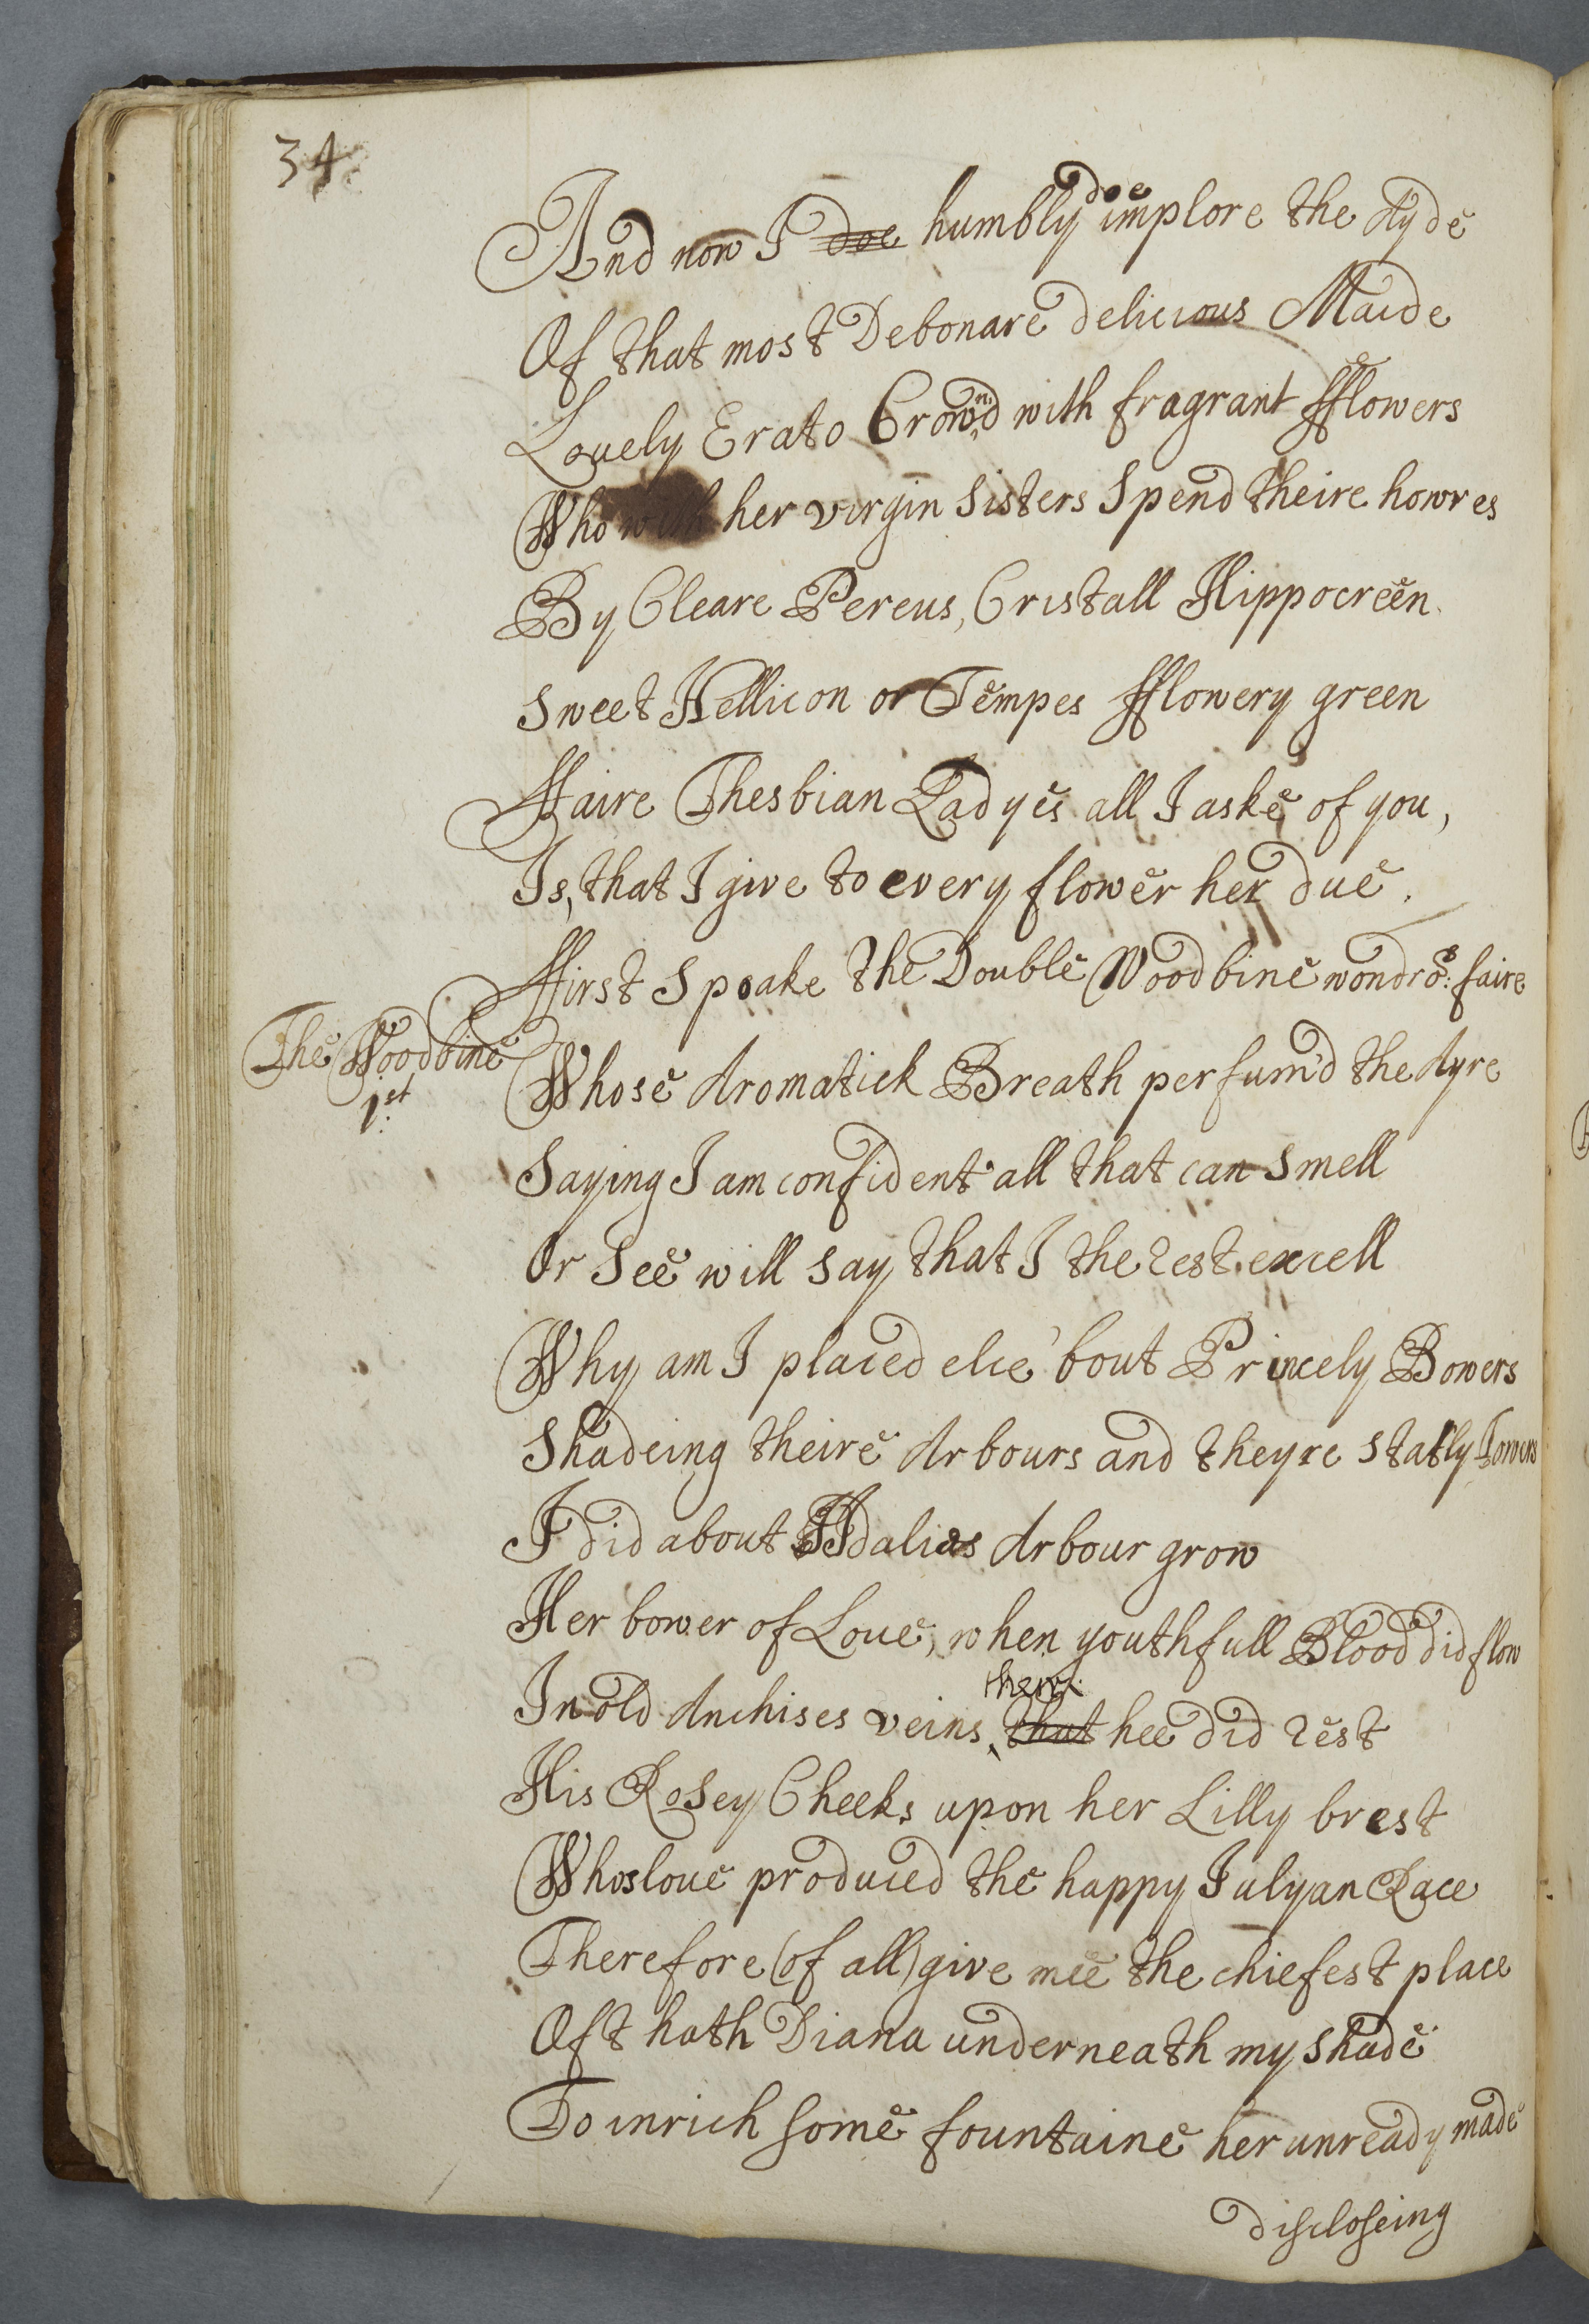 34
And now I doe humbly doe implore the Ayde
Of that most Debonare delicious Maide
Lovely Erato Crown'd with fragrant fflowers
Who with her virgin Sisters Spend theire howres
By Cleare Pereus, Cristall Hippocreen
Sweet Hellicon or Tempes fflowery green
ffaire Thesbian Ladyes all I aske of you,
Is, that I give to every flower her due.
ffirst Spoake the Double Woodbine wondros: faire
The Woodbine
1st
Whose Aromatick Breath perfum'd the Ayre
Saying I am confident all that can Smell
Or See will say that I the rest excell
Why am I placed elce 'bout Princely Bowers
Shadeing theire Arbours and theyre Statly Towers
I did about Idalias Arbour grow
Her bower of Loue, when youthfull Blood did flow
In old Anchises veins, that then hee did rest
His Rosey Cheeks upon her Lilly brest
Whos loue produced the happy Iulyan Race
Therefore (of all) give mee the chiefest place
Oft hath Diana underneath my shade
To inrich some fountaine her unready made
discloseing